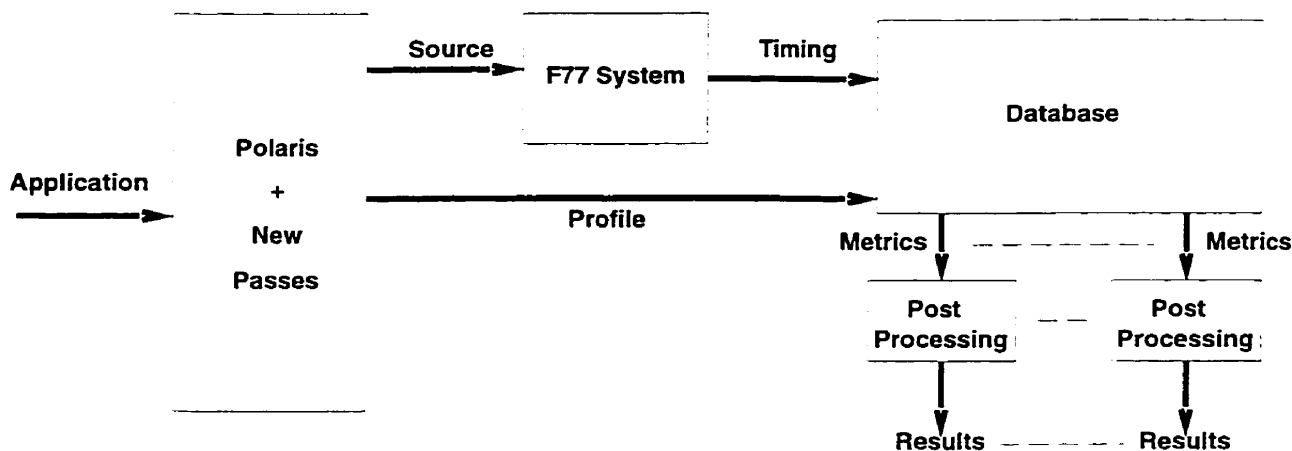 Application
Polaris
+
New
Passes
Source
F77 System
Timing
Database
Profile
Metrics
Metrics
Post
Processing
Post
Processing
Results
Results